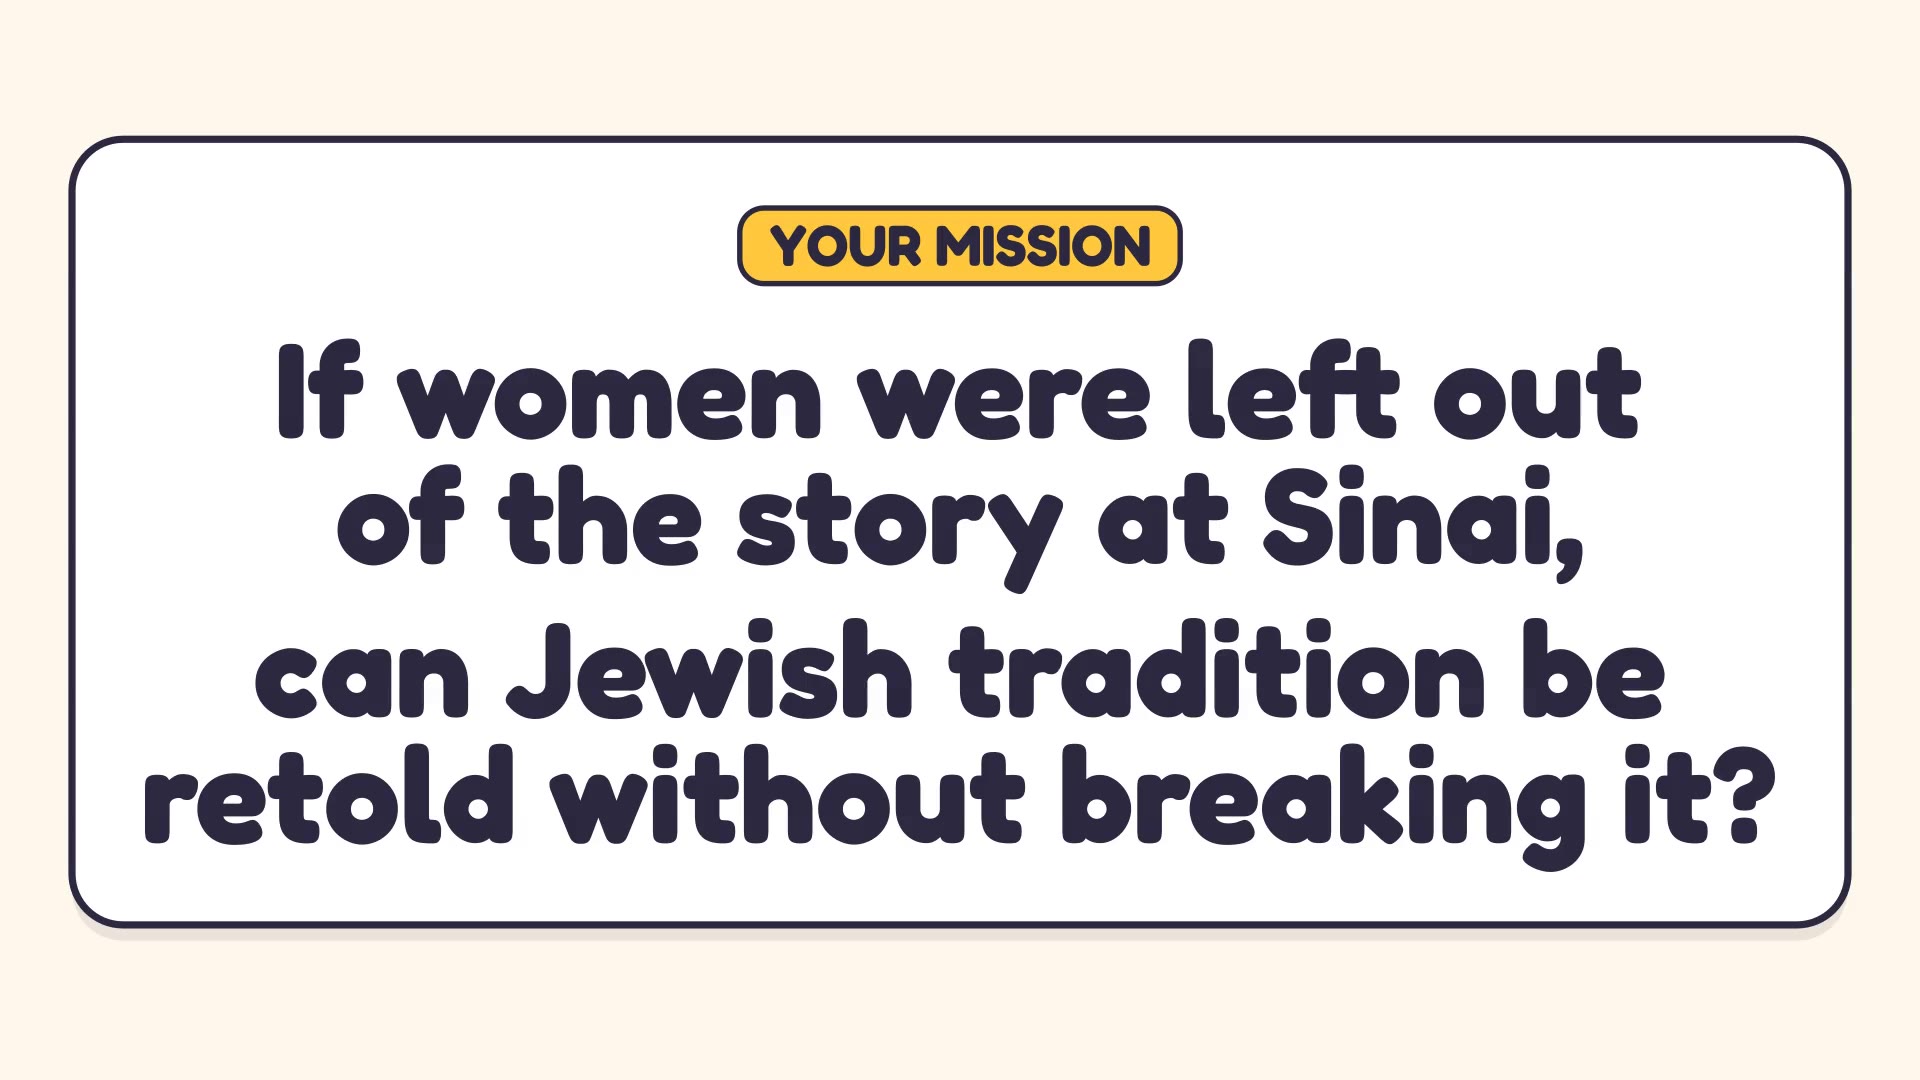 YOUR MISSION
If women were left out
of the story at Sinai,
can Jewish tradition be
retold without breaking it?